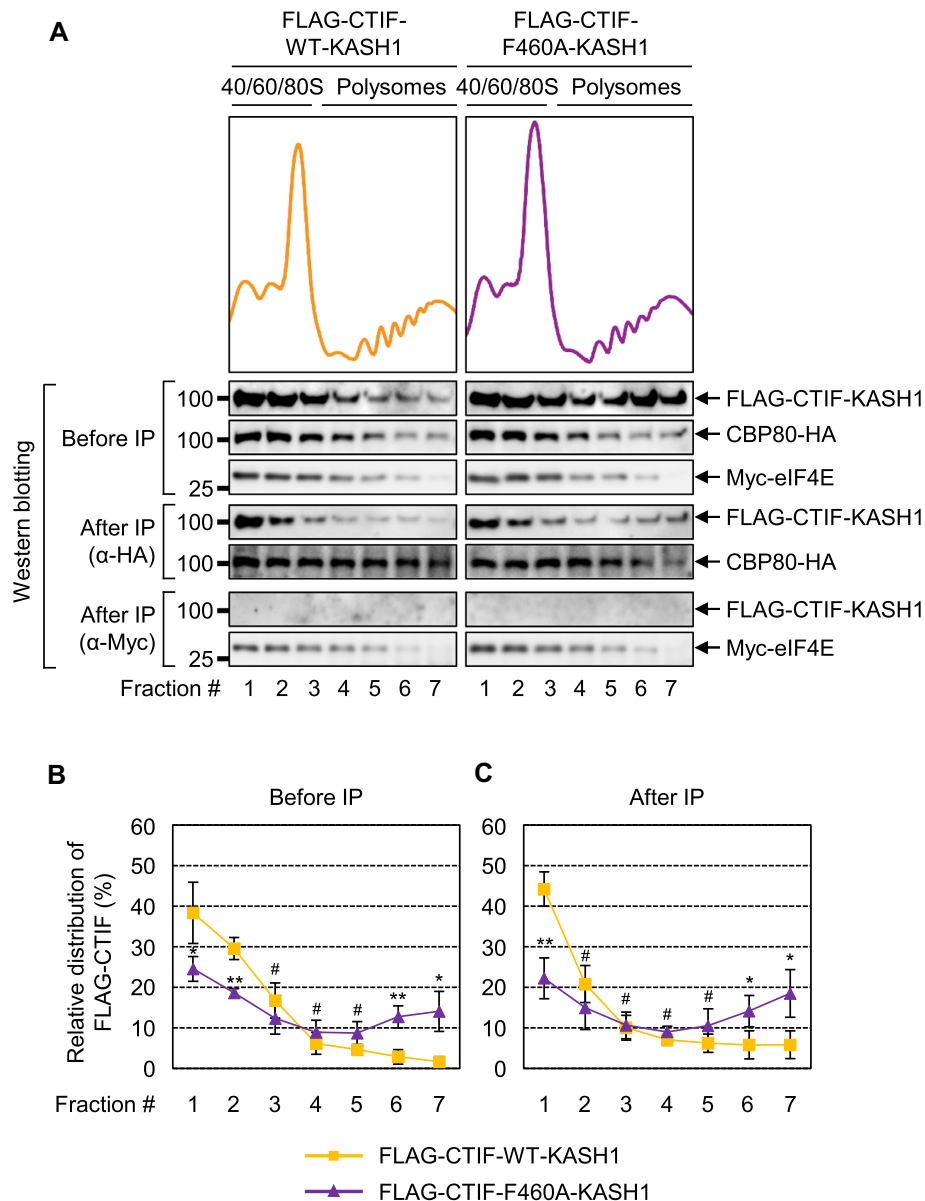 A
FLAG-CTIF-
WT-KASH1
FLAG-CTIF-
F460A-KASH1
40/60/80S Polysomes 40/60/80S Polysomes
Western blotting
Before IP
100 FLAG-CTIF-KASH1
100 CBP80-HA
25 Myc-eIF4E
After IP
(α-HA)
100 FLAG-CTIF-KASH1
100 CBP80-HA
After IP
(α-Myc)
100 FLAG-CTIF-KASH1
25 Myc-eIF4E
Fraction # 1 2 3 4 5 6 7 1 2 3 4 5 6 7
B
Before IP
Relative distribution of
FLAG-CTIF (%)
60
50
40
30
20
10
0
* ** # # # ** *
Fraction # 1 2 3 4 5 6 7
C
After IP
60
50
40
30
20
10
0
** # # # # * *
1 2 3 4 5 6 7
FLAG-CTIF-WT-KASH1
FLAG-CTIF-F460A-KASH1